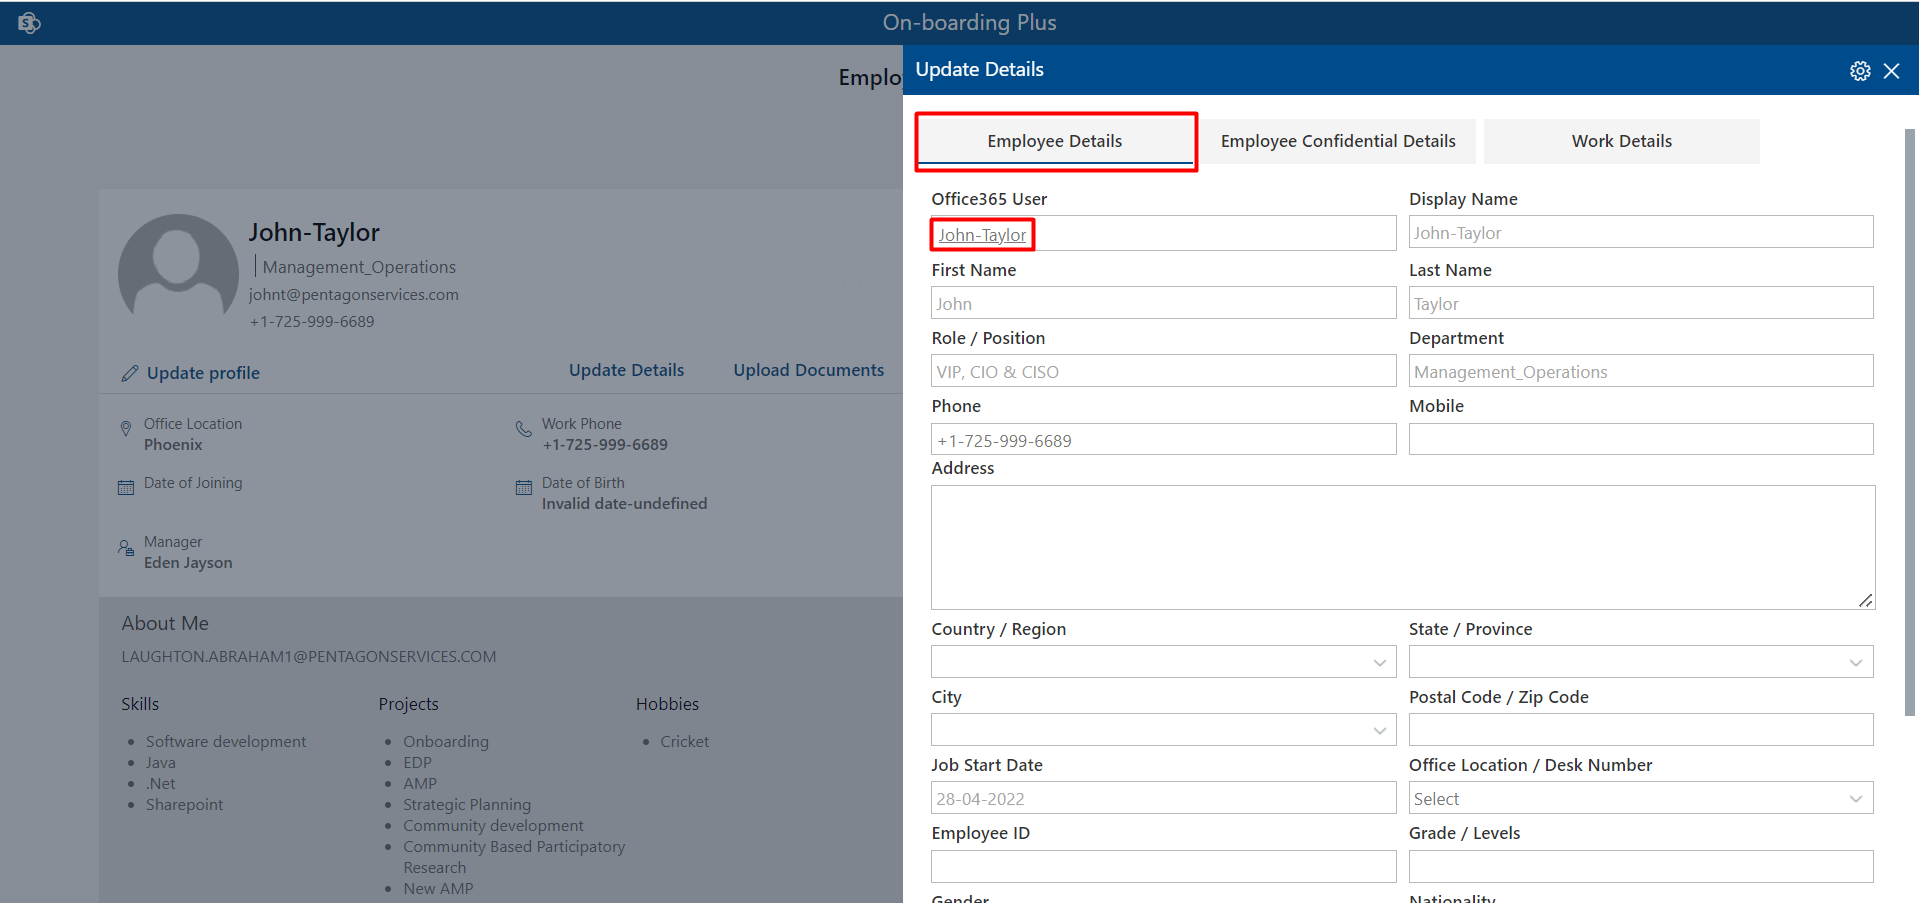 On-boarding Plus
Emplo
John-Taylor
Management_Operations
johnt@pentagonservices.com
+1-725-999-6689
Update profile
Update Details
Upload Documents
Office Location
Phoenix
Work Phone
+1-725-999-6689
Date of Joining
Date of Birth
Invalid date-undefined
Manager
Eden Jayson
About Me
LAUGHTON.ABRAHAM1@PENTAGONSERVICES.COM
Skills
• Software development
• Java
• .Net
• Sharepoint
Projects
• Onboarding
• EDP
• AMP
• Strategic Planning
• Community development
• Community Based Participatory
Research
• New AMP
Hobbies
• Cricket
Update Details
Employee Details
Employee Confidential Details
Work Details
Office365 User
John-Taylor
Display Name
John-Taylor
First Name
John
Last Name
Taylor
Role / Position
VIP, CIO & CISO
Department
Management_Operations
Phone
+1-725-999-6689
Mobile
Address
Country / Region
State / Province
City
Postal Code / Zip Code
Job Start Date
28-04-2022
Office Location / Desk Number
Select
Employee ID
Grade / Levels
Gender
Nationality